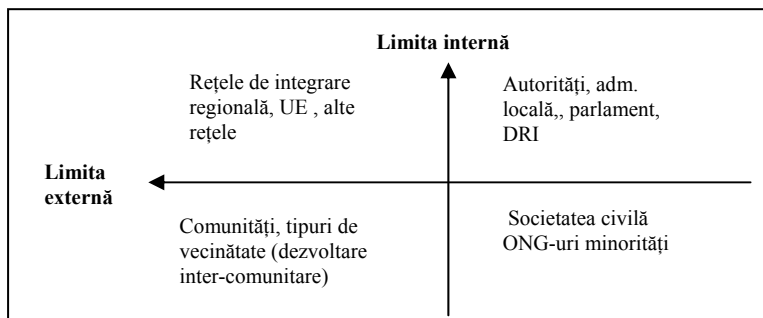 Limita internă
Rețele de integrare
regională, UE , alte
rețele
Autorități, adm.
locală,, parlament,
DRI
Limita
externă
Comunități, tipuri de
vecinătate (dezvoltare
inter-comunitare)
Societatea civilă
ONG-uri minorități